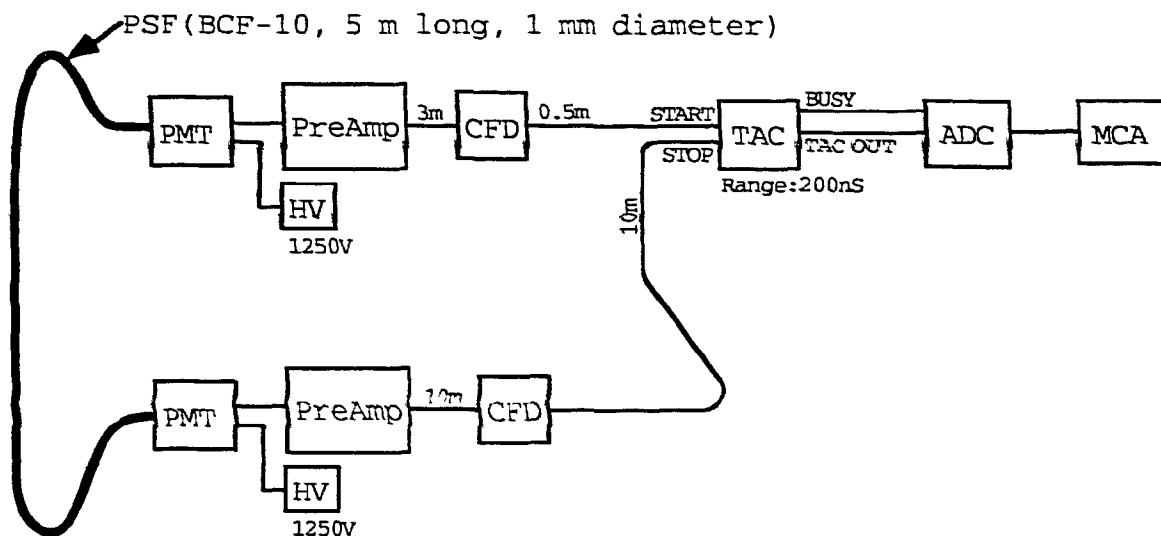 PSF(BCF-10, 5 m long, 1 mm diameter)
PMT
PreAmp
3m
CFD
0.5m
START
STOP
TAC
BUSY
TAC OUT
ADC
MCA
Range:200nS
HV
1250V
10m
PMT
PreAmp
10m
CFD
HV
1250V